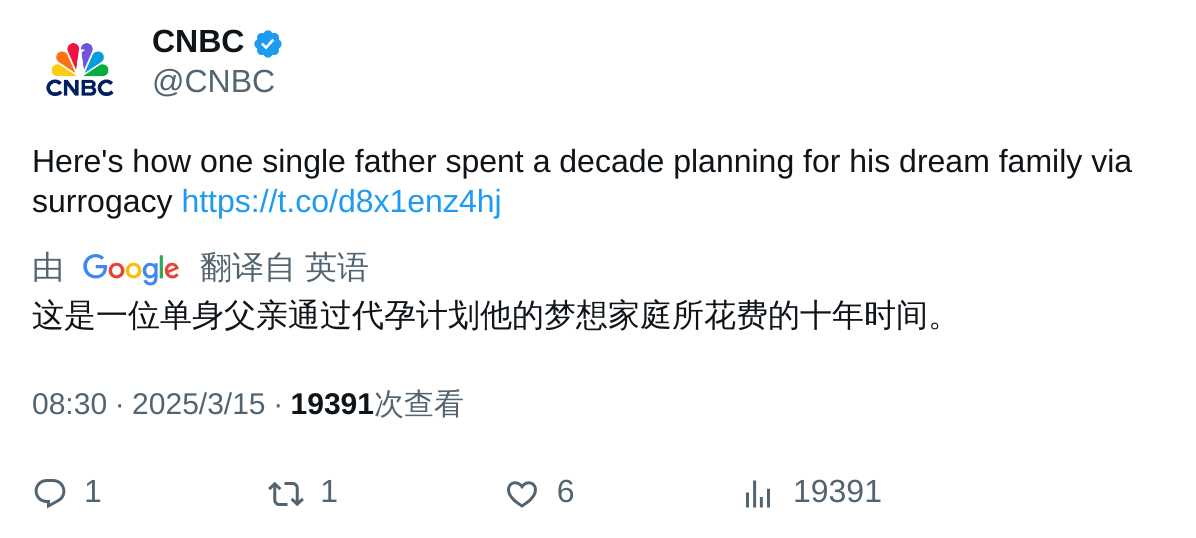 CNBC
CNBC
@CNBC
Here's how one single father spent a decade planning for his dream family via
surrogacy https://t.co/d8x1enz4hj
由 Google 翻译自 英语
这是一位单身父亲通过代孕计划他的梦想家庭所花费的十年时间。
08:30 · 2025/3/15 · 19391次查看
1 1 6 19391